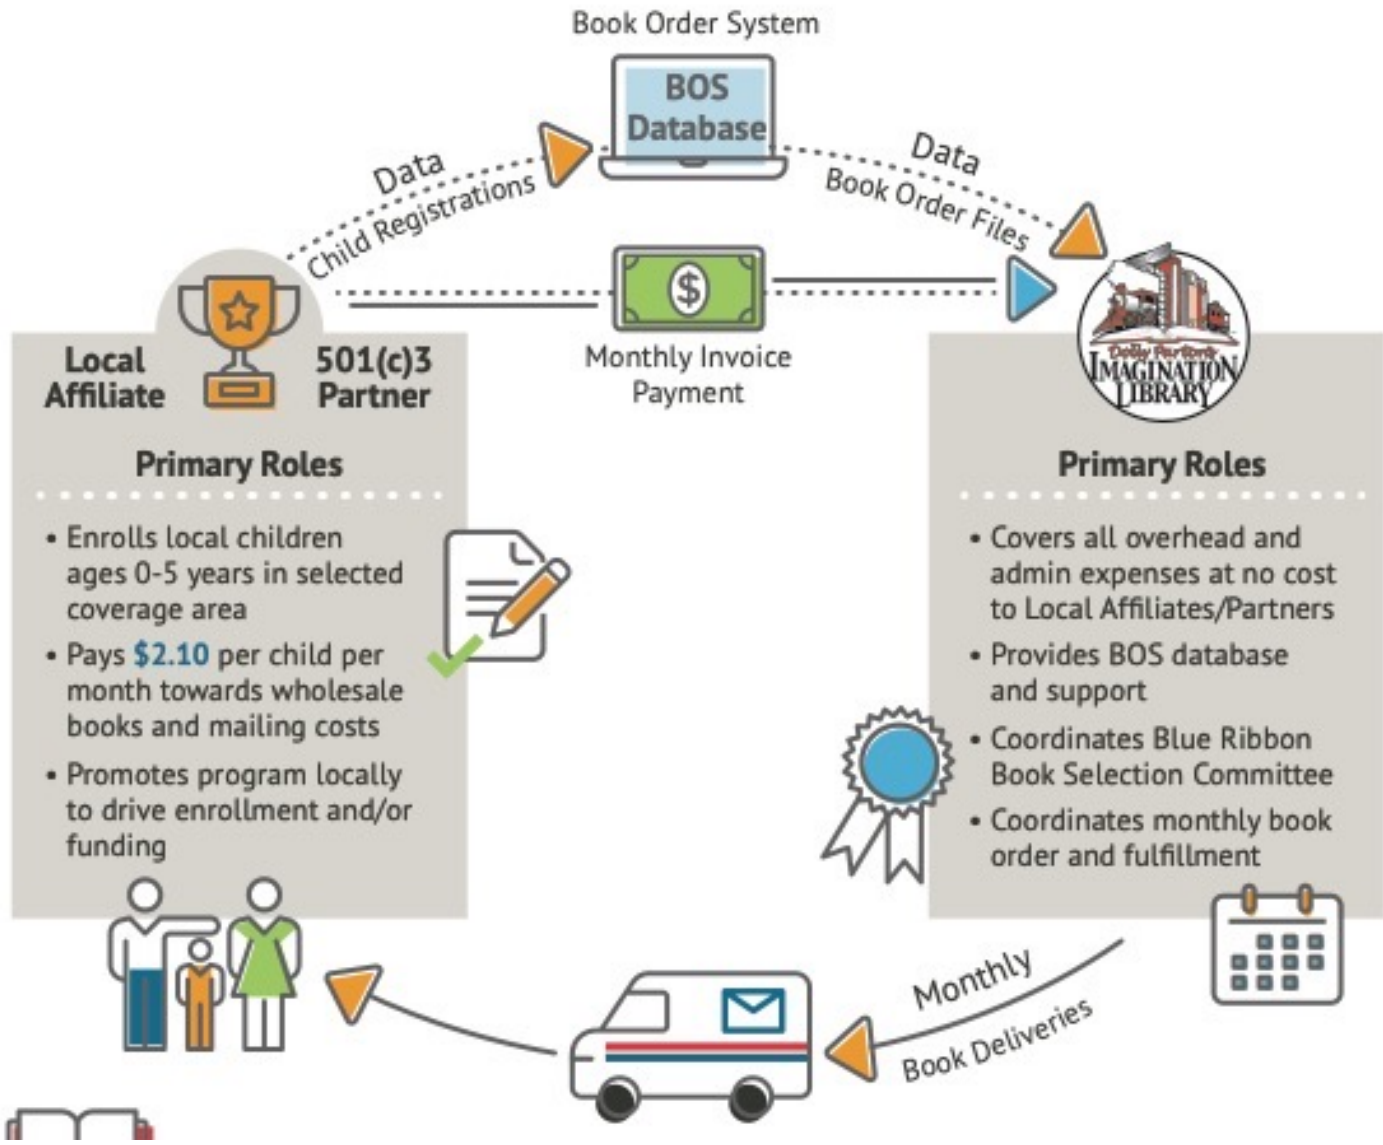 Book Order System
BOS
Database
Data
Child Registrations
Data
Book Order Files
$
Monthly Invoice
Payment
Local
Affiliate
501(c)3
Partner
Dolly Parton's
IMAGINATION
LIBRARY
Primary Roles
• Enrolls local children
ages 0-5 years in selected
coverage area
• Pays $2.10 per child per
month towards wholesale
books and mailing costs
• Promotes program locally
to drive enrollment and/or
funding
Primary Roles
• Covers all overhead and
admin expenses at no cost
to Local Affiliates/Partners
• Provides BOS database
and support
• Coordinates Blue Ribbon
Book Selection Committee
• Coordinates monthly book
order and fulfillment
Monthly
Book Deliveries